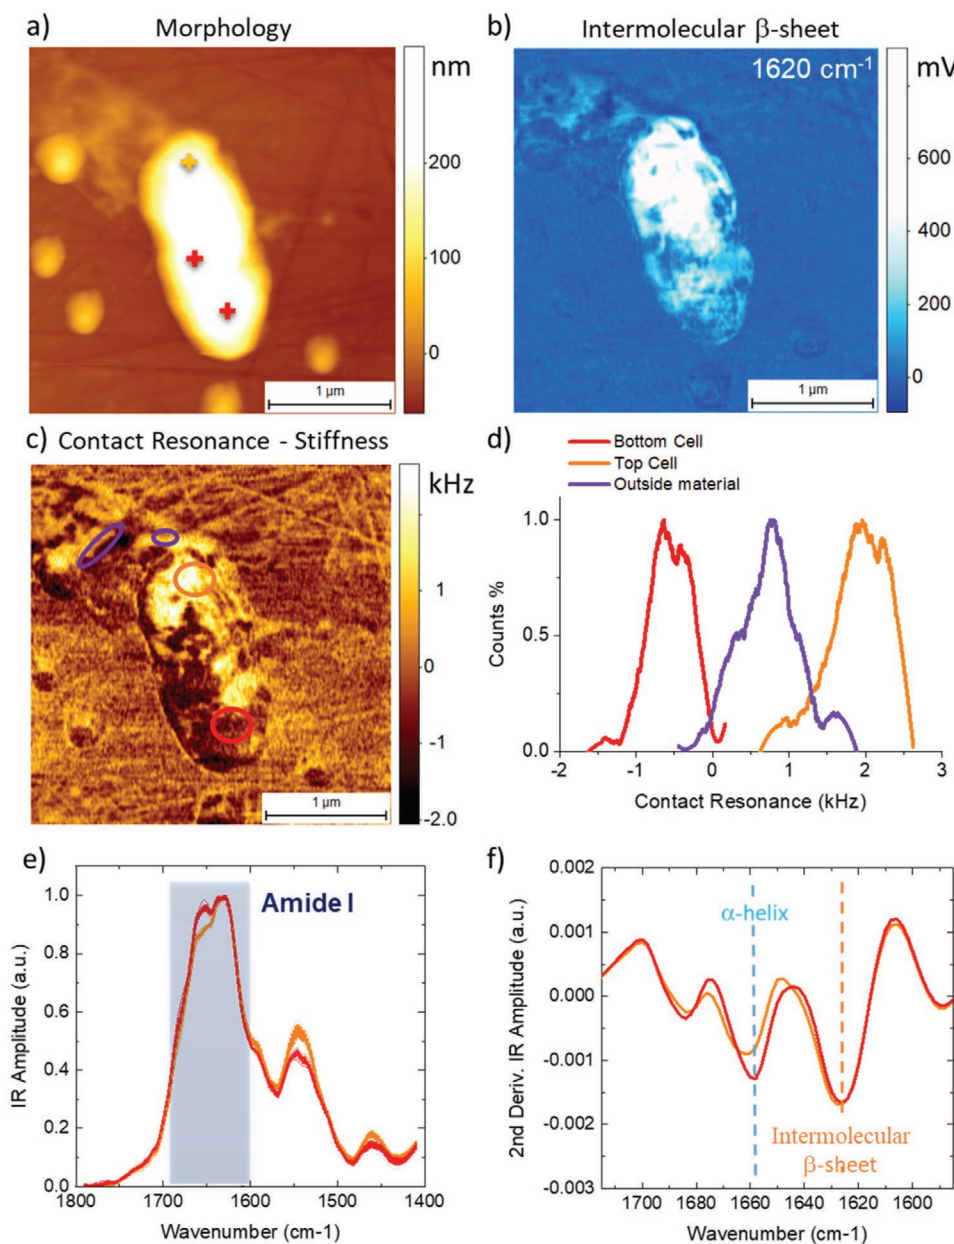 a) Morphology
nm
200
100
0
1 µm
b) Intermolecular β-sheet
1620 cm⁻¹
mV
600
400
200
0
1 µm
c) Contact Resonance - Stiffness
kHz
1
0
-1
-2.0
1 µm
d)
Bottom Cell
Top Cell
Outside material
Counts %
1.0
0.5
0.0
-2 -1 0 1 2 3
Contact Resonance (kHz)
e)
Amide I
IR Amplitude (a.u.)
1.0
0.8
0.6
0.4
0.2
0.0
1800 1700 1600 1500 1400
Wavenumber (cm-1)
f)
α-helix
Intermolecular
β-sheet
2nd Deriv. IR Amplitude (a.u.)
0.002
0.001
0.000
-0.001
-0.002
-0.003
1700 1680 1660 1640 1620 1600
Wavenumber (cm-1)